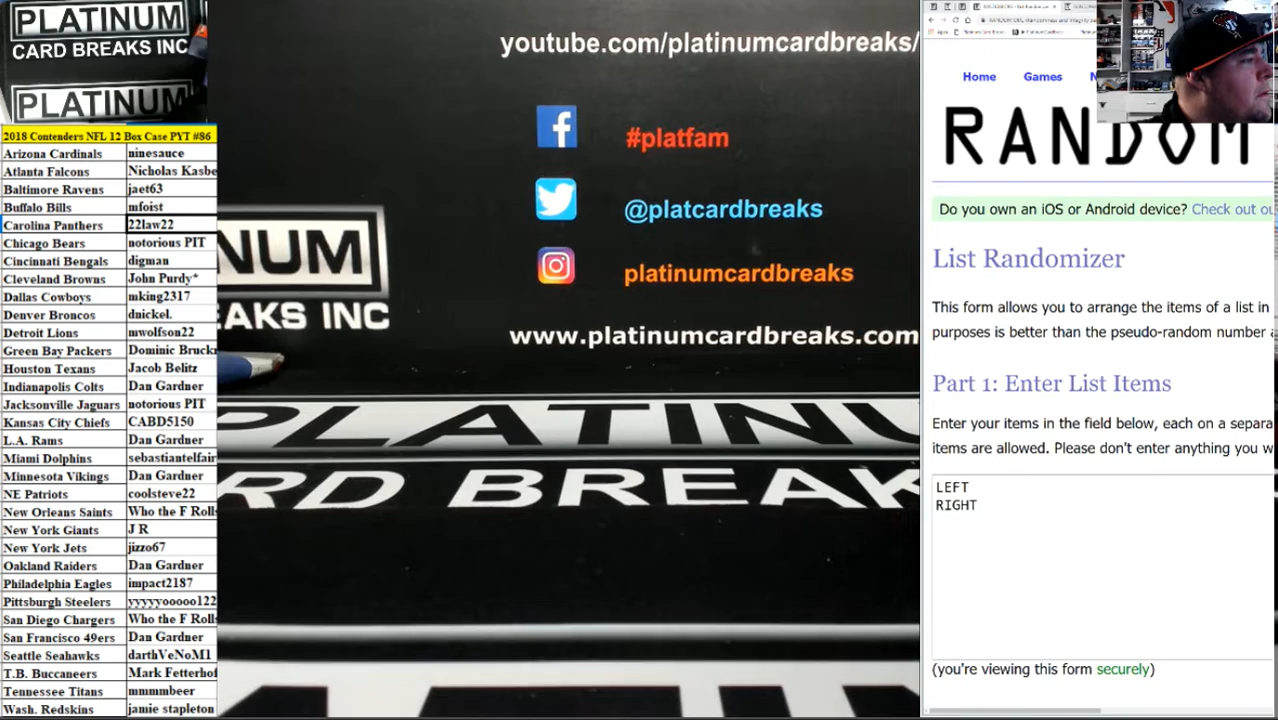 PLATINUM
CARD BREAKS INC
PLATINUM
2018 Contenders NFL 12 Box Case PYT #86
Arizona Cardinals ninesauce
Atlanta Falcons Nicholas Kasbe
Baltimore Ravens jaet63
Buffalo Bills mfoist
Carolina Panthers 22law22
Chicago Bears notorious PIT
Cincinnati Bengals digman
Cleveland Browns John Purdy*
Dallas Cowboys mking2317
Denver Broncos dnickel.
Detroit Lions mwolfson22
Green Bay Packers Dominic Bruckr
Houston Texans Jacob Belitz
Indianapolis Colts Dan Gardner
Jacksonville Jaguars notorious PIT
Kansas City Chiefs CABD5150
L.A. Rams Dan Gardner
Miami Dolphins sebastiantelfair
Minnesota Vikings Dan Gardner
NE Patriots coolsteve22
New Orleans Saints Who the F Rolls
New York Giants J R
New York Jets jizzo67
Oakland Raiders Dan Gardner
Philadelphia Eagles impact2187
Pittsburgh Steelers yyyyyooooo122
San Diego Chargers Who the F Rolls
San Francisco 49ers Dan Gardner
Seattle Seahawks darthVeNoM1
T.B. Buccaneers Mark Fetterhof
Tennessee Titans mmmmbeer
Wash. Redskins jamie stapleton
youtube.com/platinumcardbreaks/
#platfam
@platcardbreaks
platinumcardbreaks
www.platinumcardbreaks.com
NUM
AKS INC
PLATINU
RD BREAK
Home Games N
RANDOM
Do you own an iOS or Android device? Check out ou
List Randomizer
This form allows you to arrange the items of a list in
purposes is better than the pseudo-random number a
Part 1: Enter List Items
Enter your items in the field below, each on a separa
items are allowed. Please don't enter anything you w
LEFT
RIGHT
(you're viewing this form securely)